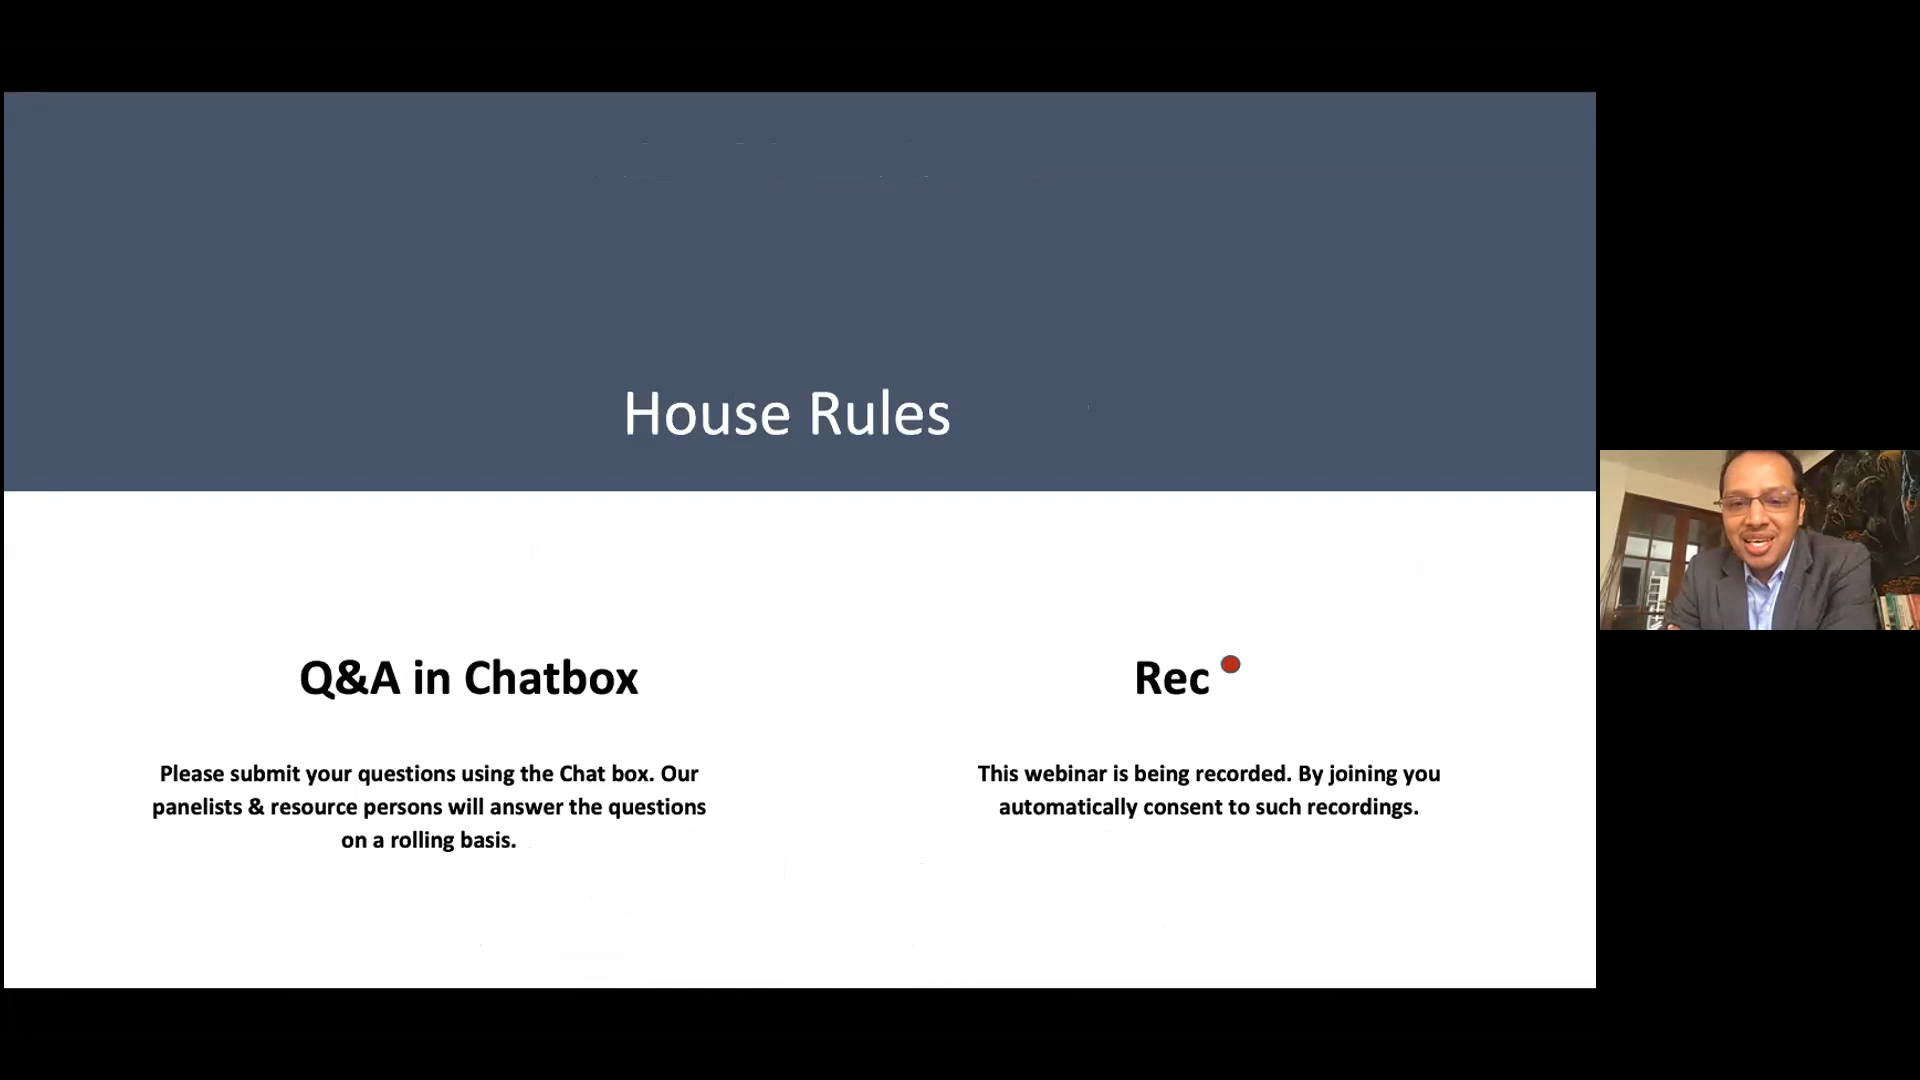 House Rules
Q&A in Chatbox
Please submit your questions using the Chat box. Our
panelists & resource persons will answer the questions
on a rolling basis.
Rec
This webinar is being recorded. By joining you
automatically consent to such recordings.